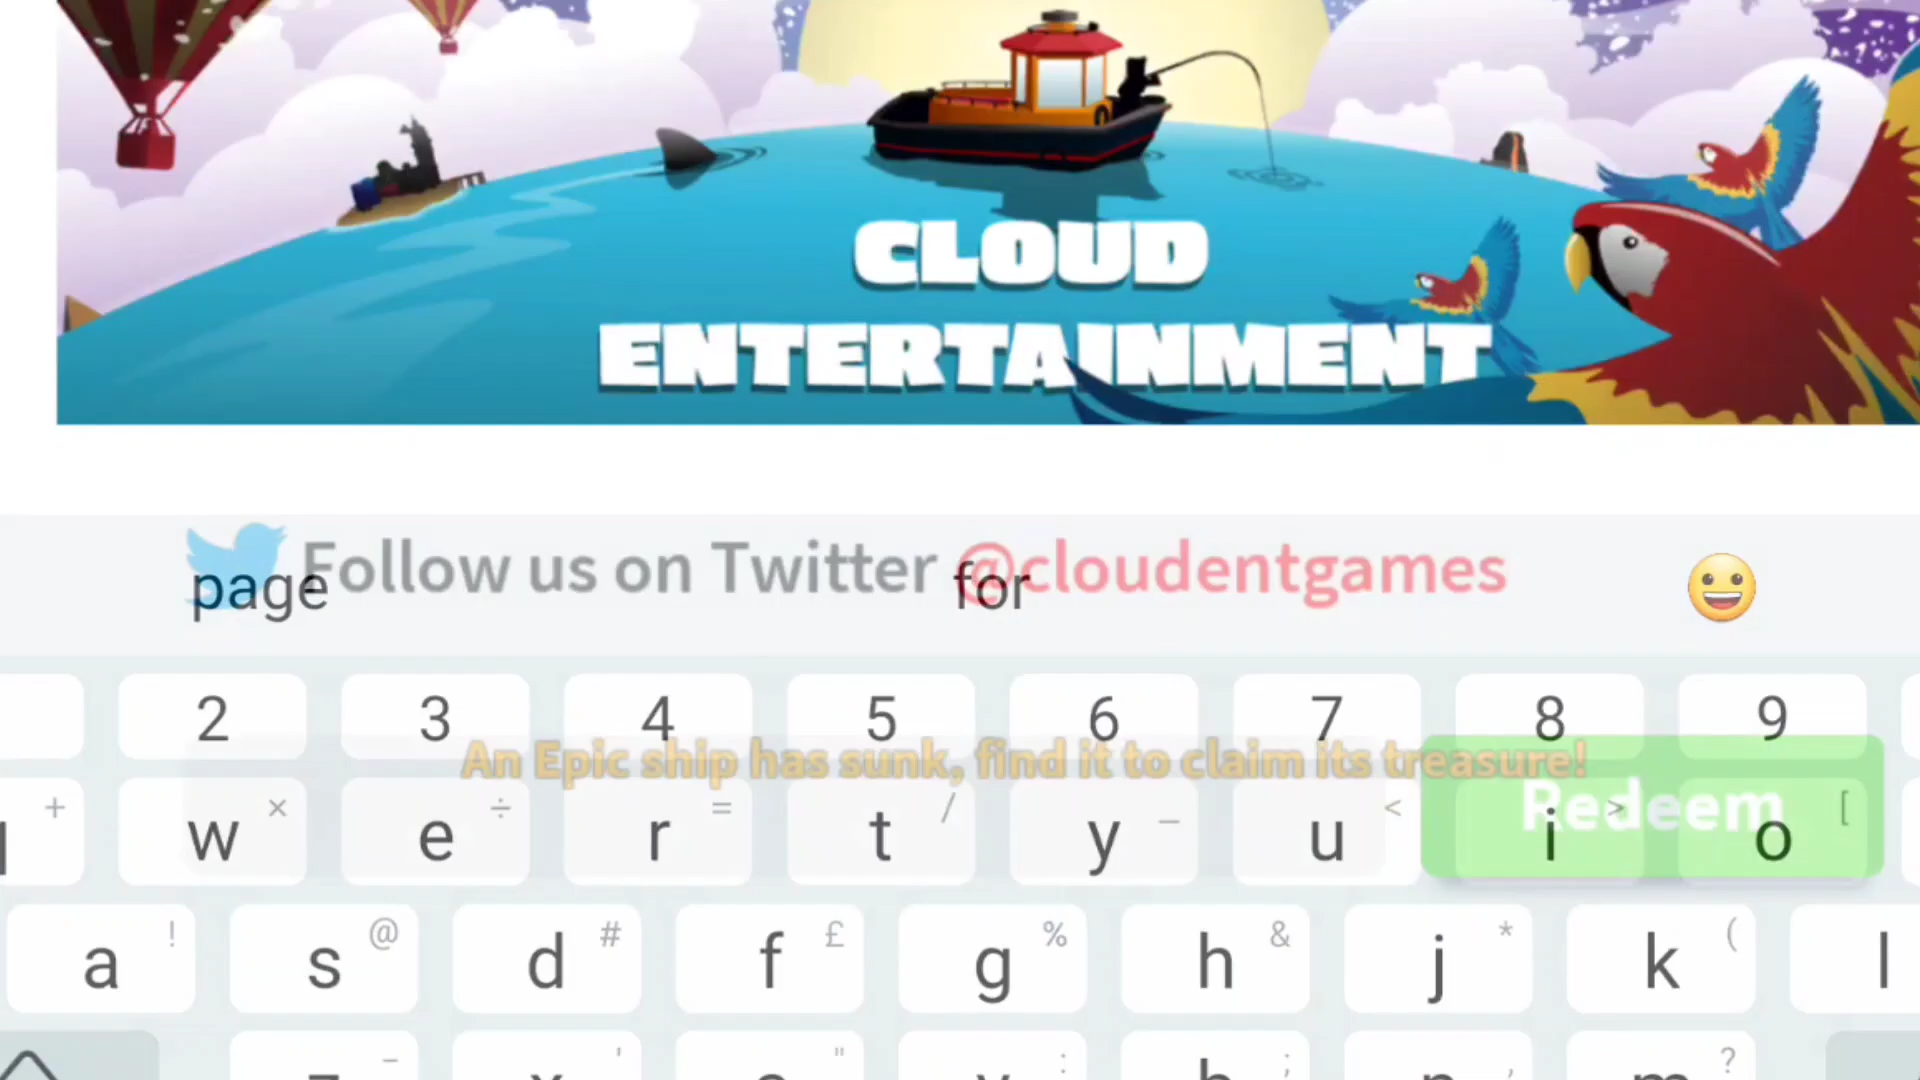 CLOUD
ENTERTAINMENT
Follow us on Twitter @cloudentgames
page for
2 3 4 5 6 7 8 9
An Epic ship has sunk, find it to claim its treasure!
Redeem
+ × ÷ = / _ < > [
w e r t y u i o
! @ # £ % & * (
a s d f g h j k l
- ' " : ; , ?